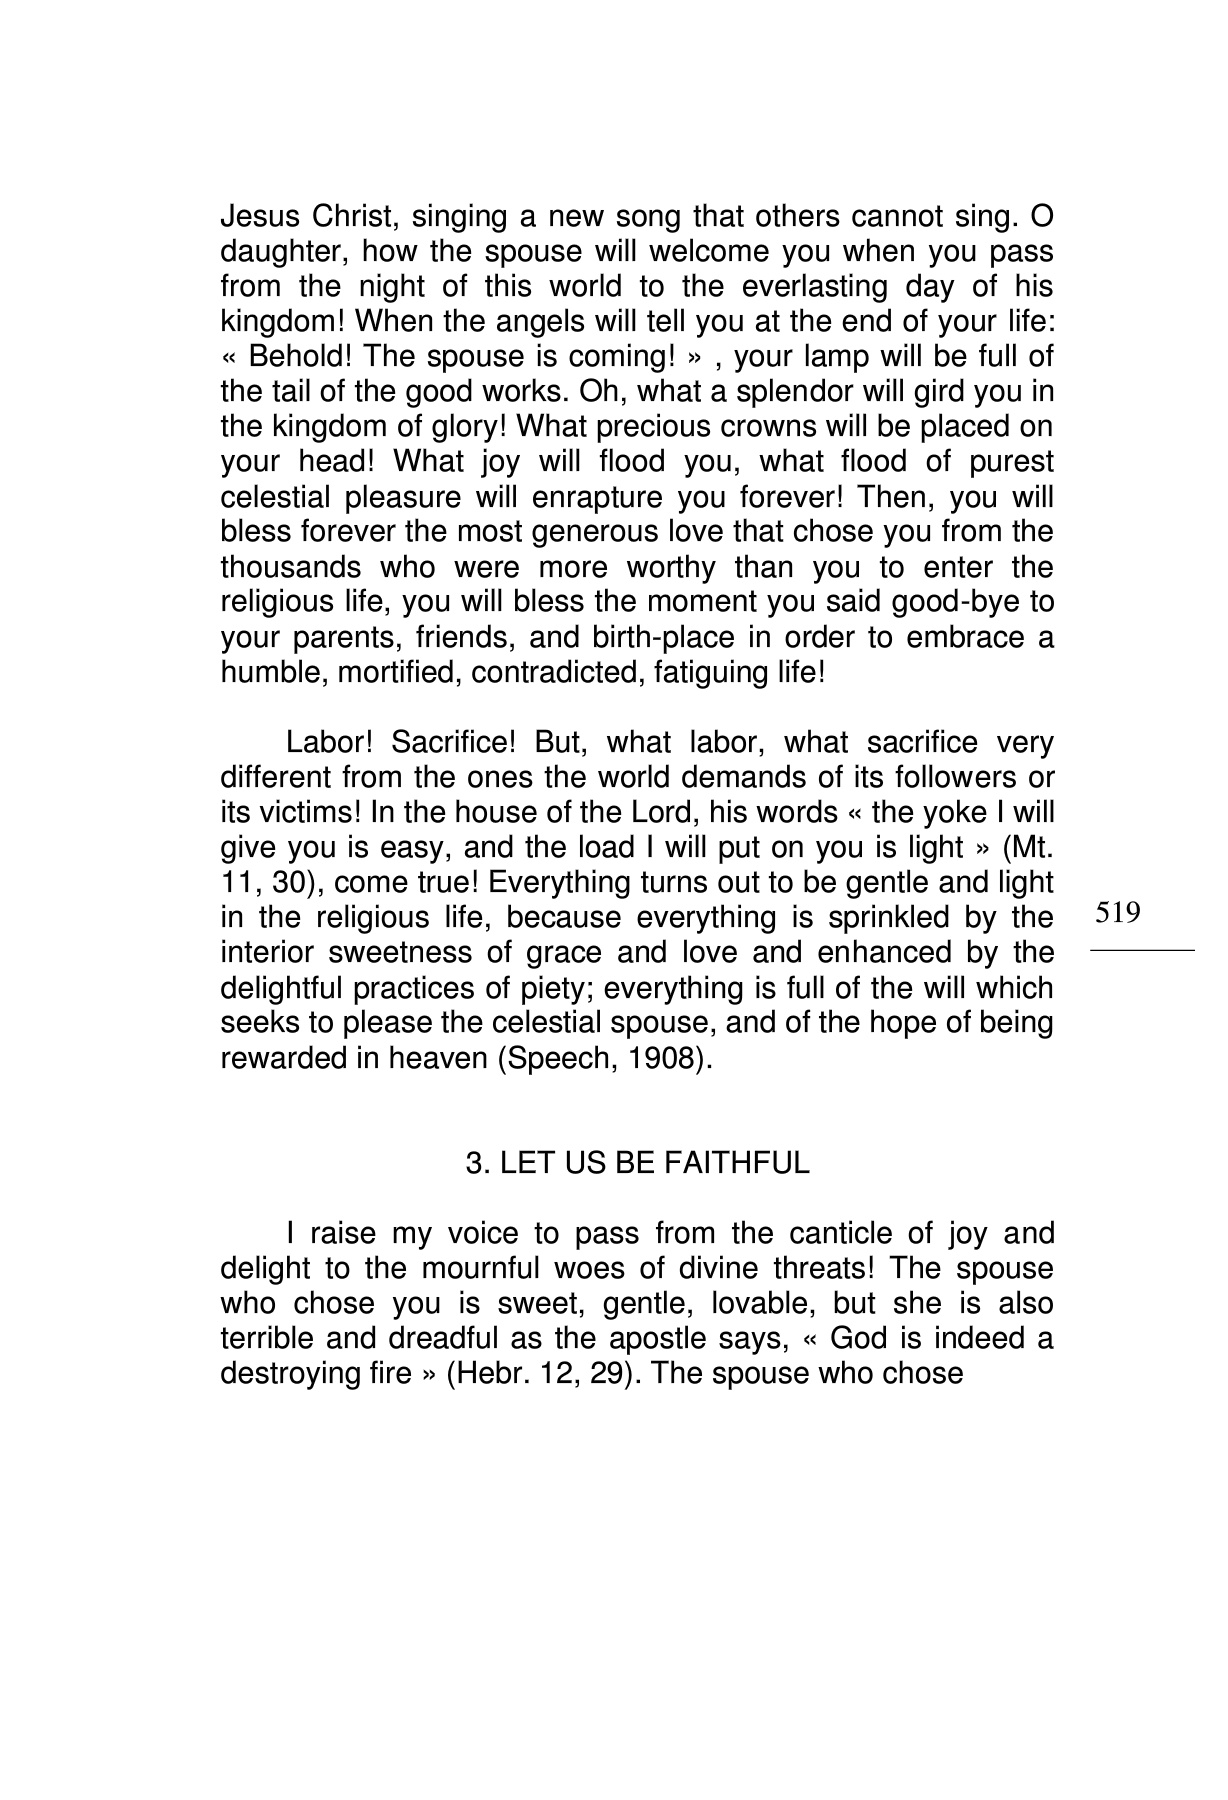 Jesus Christ, singing a new song that others cannot sing. O
daughter, how the spouse will welcome you when you pass
from the night of this world to the everlasting day of his
kingdom! When the angels will tell you at the end of your life:
« Behold! The spouse is coming! » , your lamp will be full of
the tail of the good works. Oh, what a splendor will gird you in
the kingdom of glory! What precious crowns will be placed on
your head! What joy will flood you, what flood of purest
celestial pleasure will enrapture you forever! Then, you will
bless forever the most generous love that chose you from the
thousands who were more worthy than you to enter the
religious life, you will bless the moment you said good-bye to
your parents, friends, and birth-place in order to embrace a
humble, mortified, contradicted, fatiguing life!
Labor! Sacrifice! But, what labor, what sacrifice very
different from the ones the world demands of its followers or
its victims! In the house of the Lord, his words « the yoke I will
give you is easy, and the load I will put on you is light » (Mt.
11, 30), come true! Everything turns out to be gentle and light
in the religious life, because everything is sprinkled by the
interior sweetness of grace and love and enhanced by the
delightful practices of piety; everything is full of the will which
seeks to please the celestial spouse, and of the hope of being
rewarded in heaven (Speech, 1908).
519
3. LET US BE FAITHFUL
I raise my voice to pass from the canticle of joy and
delight to the mournful woes of divine threats! The spouse
who chose you is sweet, gentle, lovable, but she is also
terrible and dreadful as the apostle says, « God is indeed a
destroying fire » (Hebr. 12, 29). The spouse who chose